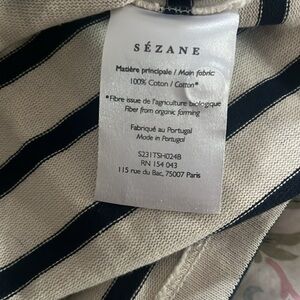 SÉZANE
Matière principale / Main fabric:
100% Coton / Cotton*
*Fibre issue de l'agriculture biologique
Fiber from organic farming
Fabriqué au Portugal
Made in Portugal
S231TSH024B
RN 154 043
115 rue du Bac, 75007 Paris